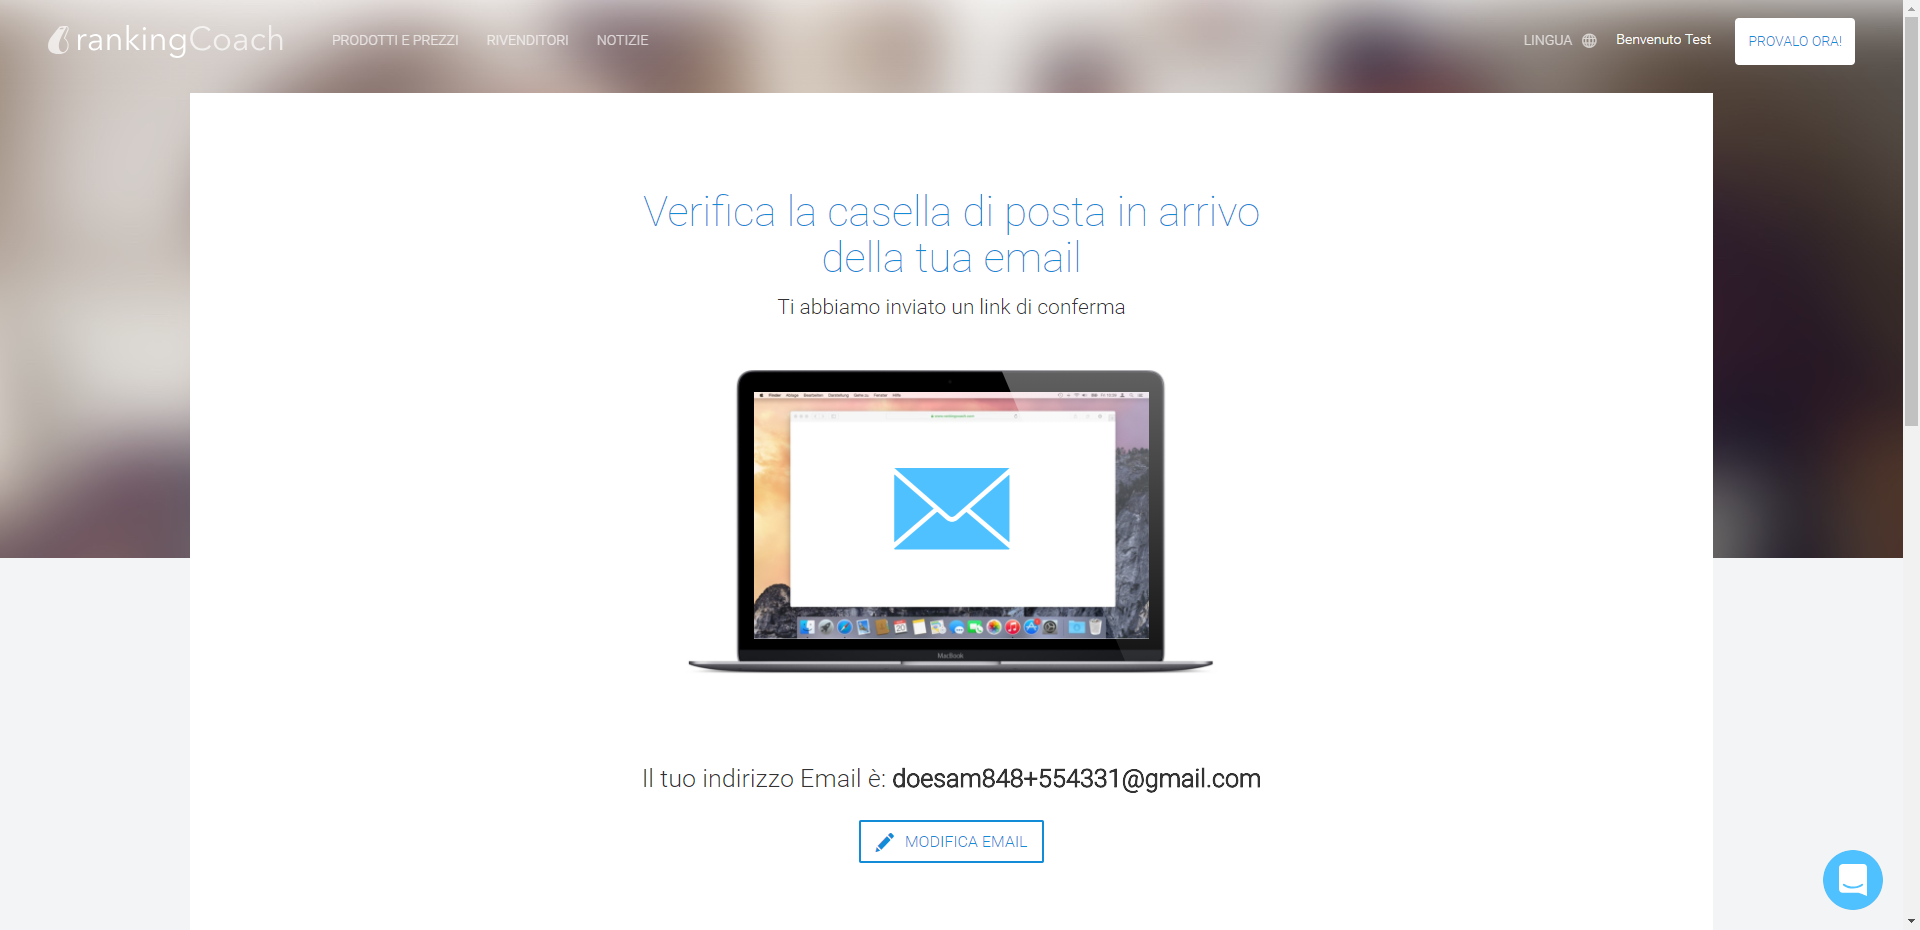 rankingCoach
PRODOTTI E PREZZI
RIVENDITORI
NOTIZIE
LINGUA
Benvenuto Test
PROVALO ORA!
Verifica la casella di posta in arrivo
della tua email
Ti abbiamo inviato un link di conferma
MacBook
Il tuo indirizzo Email è: doesam848+554331@gmail.com
MODIFICA EMAIL